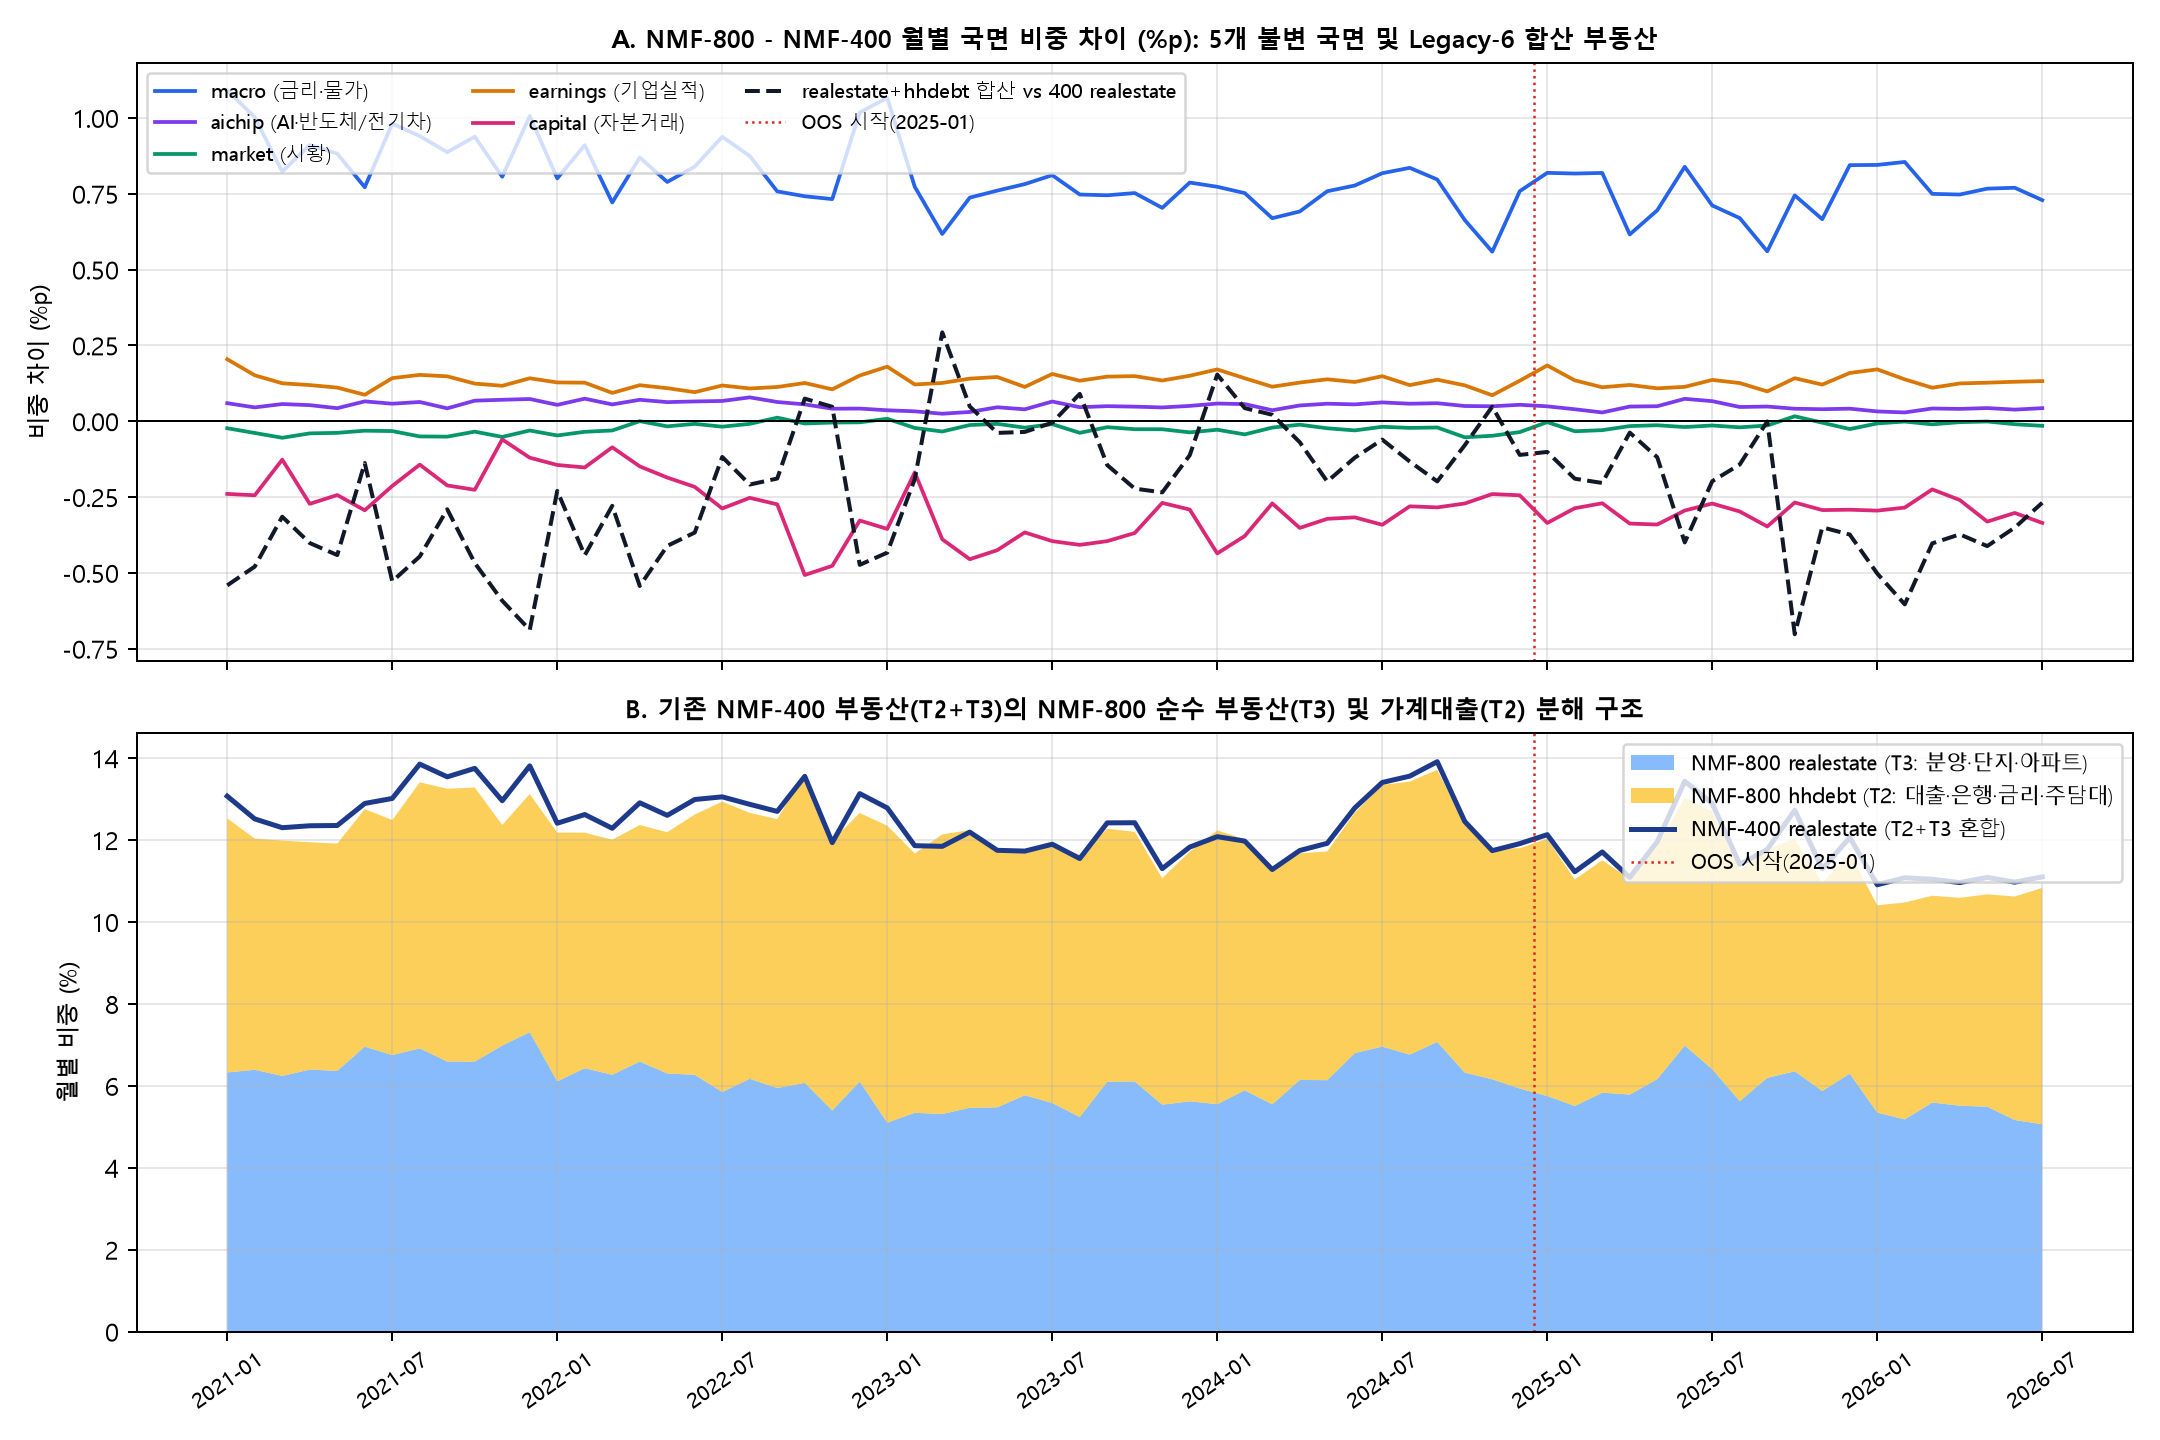 A. NMF-800 - NMF-400 월별 국면 비중 차이 (%p): 5개 불변 국면 및 Legacy-6 합산 부동산
macro (금리·물가)
aichip (AI·반도체/전기차)
market (시황)
earnings (기업실적)
capital (자본거래)
realestate+hhdebt 합산 vs 400 realestate
OOS 시작(2025-01)
비중 차이 (%p)
1.00
0.75
0.50
0.25
0.00
-0.25
-0.50
-0.75
B. 기존 NMF-400 부동산(T2+T3)의 NMF-800 순수 부동산(T3) 및 가계대출(T2) 분해 구조
NMF-800 realestate (T3: 분양·단지·아파트)
NMF-800 hhdebt (T2: 대출·은행·금리·주담대)
NMF-400 realestate (T2+T3 혼합)
OOS 시작(2025-01)
월별 비중 (%)
14
12
10
8
6
4
2
0
2021-01
2021-07
2022-01
2022-07
2023-01
2023-07
2024-01
2024-07
2025-01
2025-07
2026-01
2026-07